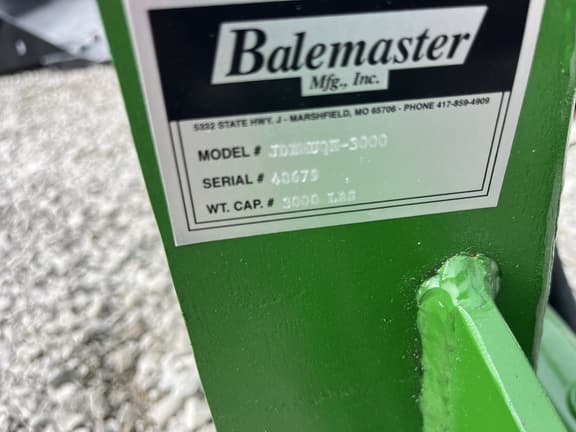 Balemaster
Mfg., Inc.
5332 STATE HWY. J - MARSHFIELD, MO 65706 - PHONE 417-859-4909
MODEL #
SERIAL # 48675
WT. CAP. # 3000 LBS